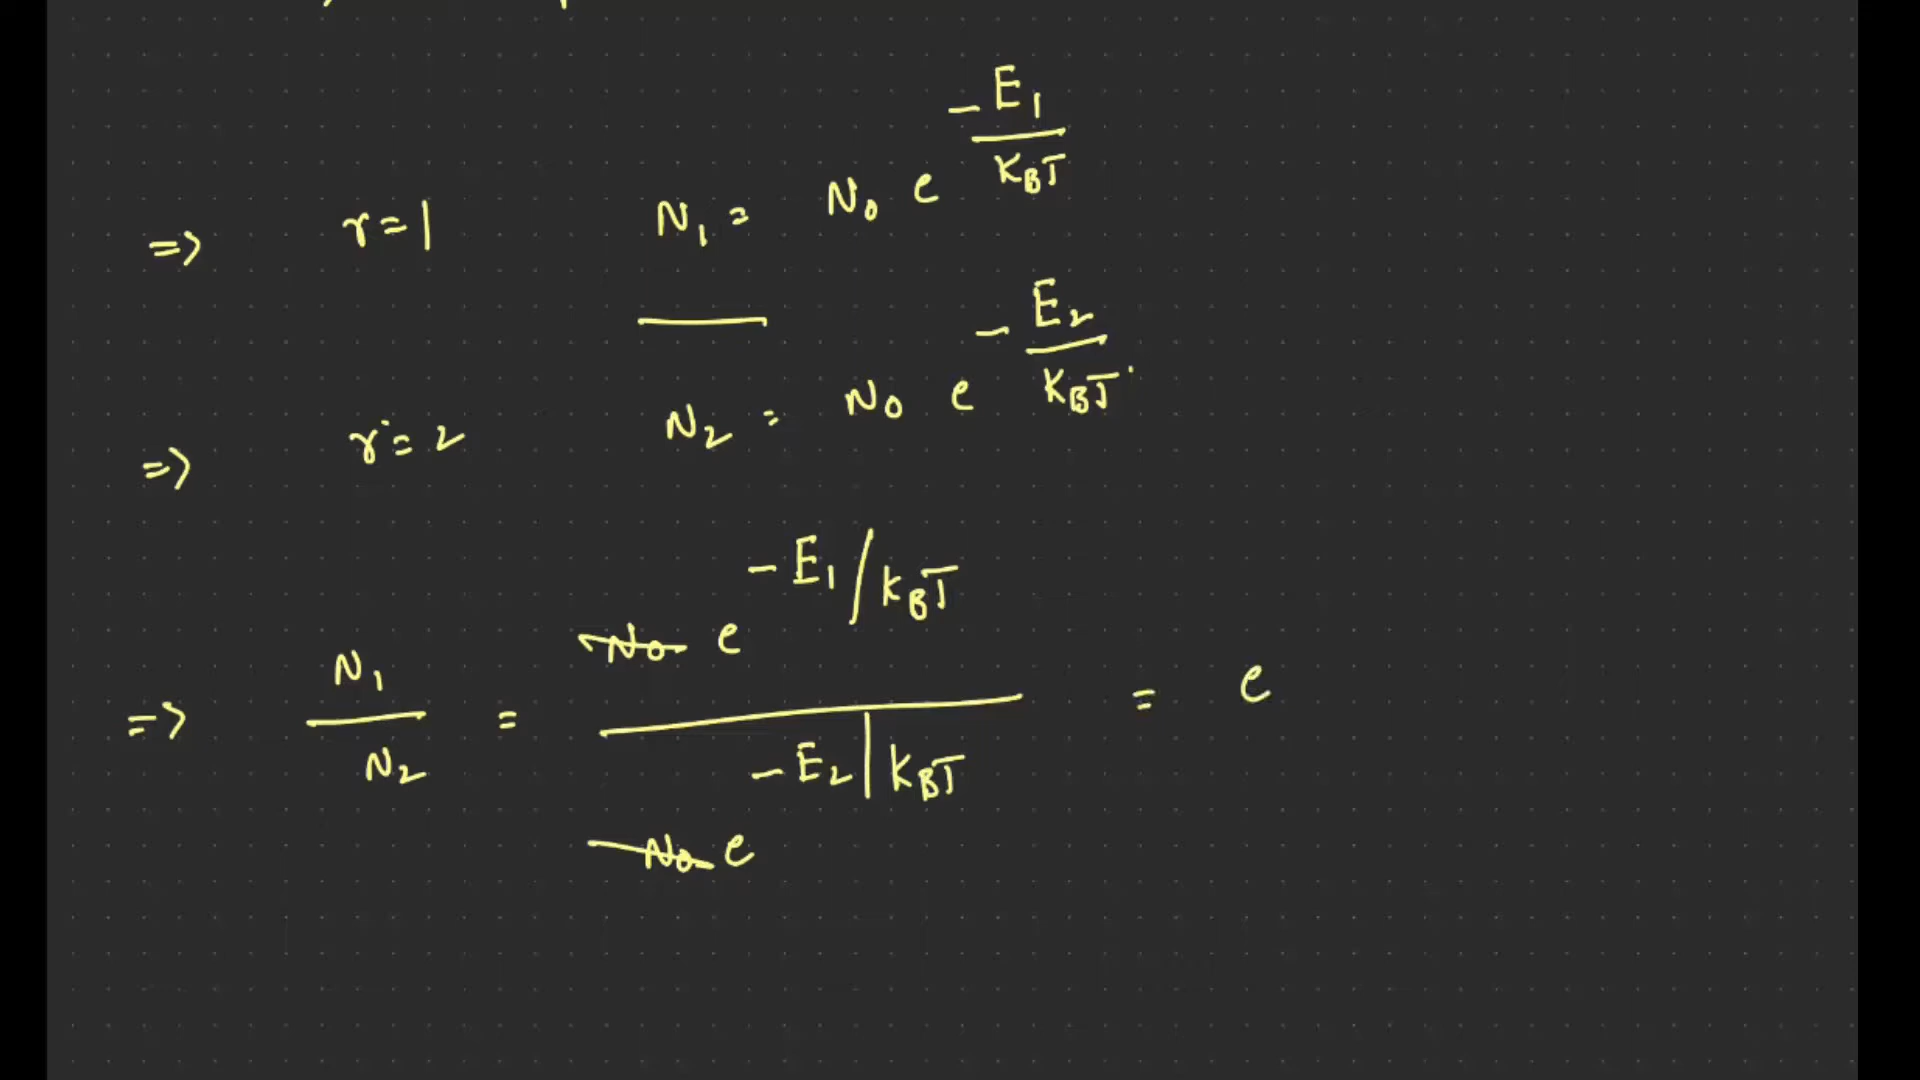 => r=1 N₁ = N₀ e^{-E₁/K_BT}
=> r=2 N₂ = N₀ e^{-E₂/K_BT}
=> N₁/N₂ = N₀ e^{-E₁/K_BT} / N₀ e^{-E₂/K_BT} = e